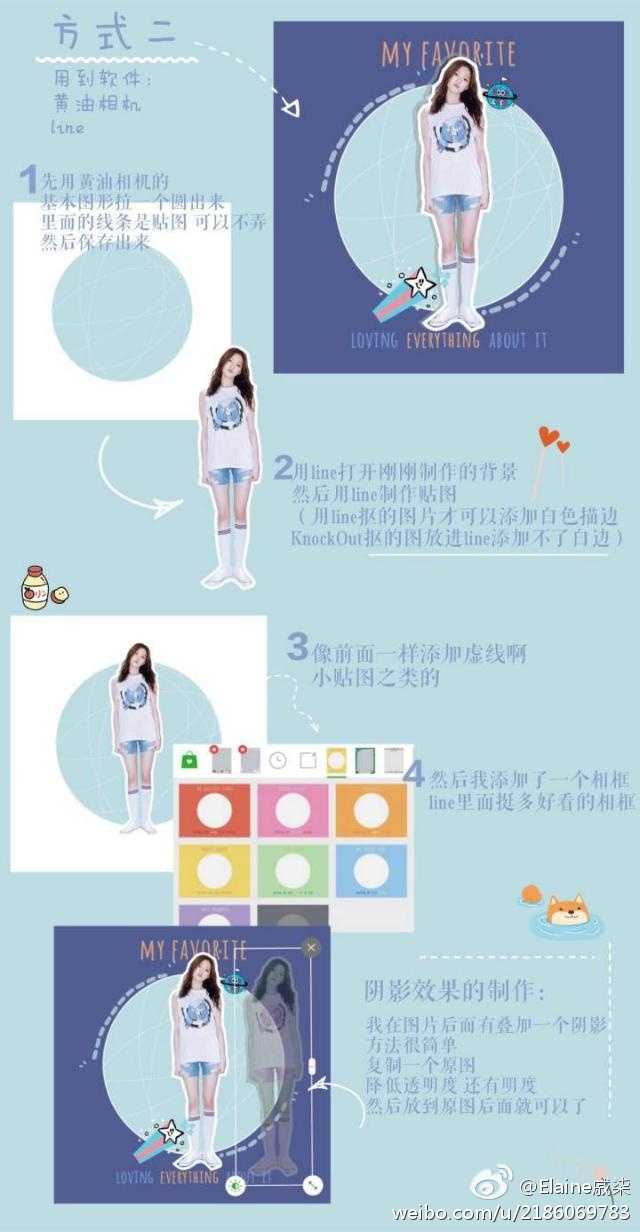 方式二
用到软件:
黄油相机
line
MY FAVORITE
LOVING EVERYTHING ABOUT IT
1 先用黄油相机的
基本图形拉一个圆出来
里面的线条是贴图 可以不弄
然后保存出来
2 用line打开刚刚制作的背景
然后用line制作贴图
(用line抠的图片才可以添加白色描边
KnockOut抠的图放进line添加不了白边)
3 像前面一样添加虚线啊
小贴图之类的
4 然后我添加了一个相框
line里面挺多好看的相框
MY FAVORITE
LOVING EVERYTHING ABOUT IT
阴影效果的制作:
我在图片后面有叠加一个阴影
方法很简单
复制一个原图
降低透明度 还有明度
然后放到原图后面就可以了
@Elaine宬柒
weibo.com/u/2186069783